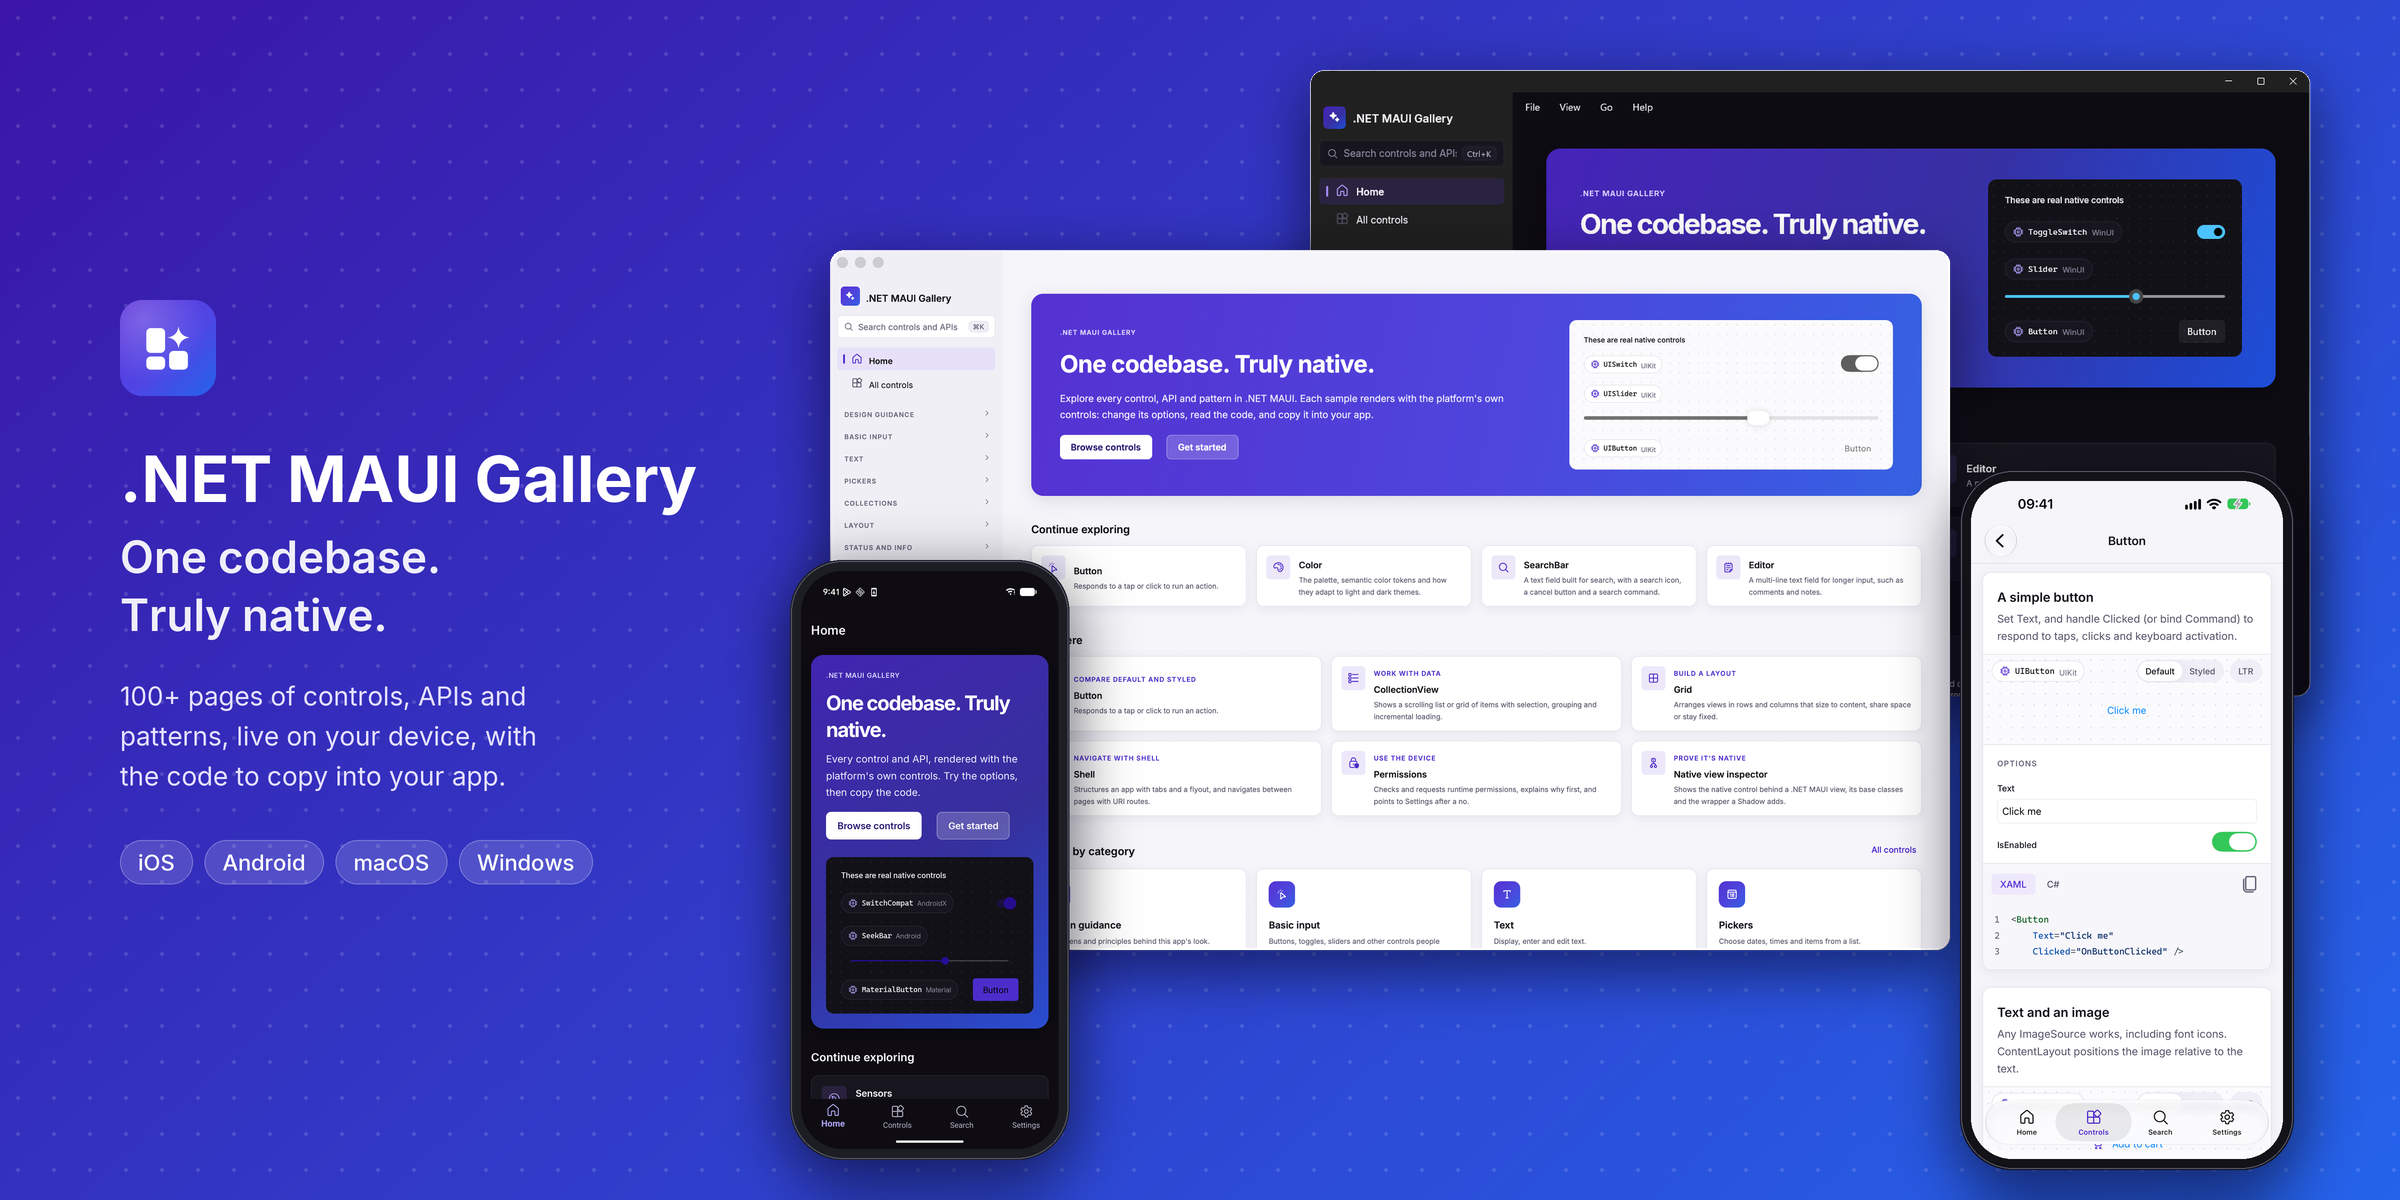 .NET MAUI Gallery
One codebase.
Truly native.
100+ pages of controls, APIs and
patterns, live on your device, with
the code to copy into your app.
iOS
Android
macOS
Windows
File
View
Go
Help
.NET MAUI Gallery
Search controls and API
Ctrl+K
Home
All controls
.NET MAUI GALLERY
One codebase. Truly native.
These are real native controls
ToggleSwitch WinUI
Slider WinUI
Button WinUI
Button
Editor
.NET MAUI Gallery
Search controls and APIs
⌘K
Home
All controls
DESIGN GUIDANCE
BASIC INPUT
TEXT
PICKERS
COLLECTIONS
LAYOUT
STATUS AND INFO
.NET MAUI GALLERY
One codebase. Truly native.
Explore every control, API and pattern in .NET MAUI. Each sample renders with the platform's own
controls: change its options, read the code, and copy it into your app.
Browse controls
Get started
These are real native controls
UISwitch UIKit
UISlider UIKit
UIButton UIKit
Button
Continue exploring
Button
Responds to a tap or click to run an action.
Color
The palette, semantic color tokens and how
they adapt to light and dark themes.
SearchBar
A text field built for search, with a search icon,
a cancel button and a search command.
Editor
A multi-line text field for longer input, such as
comments and notes.
COMPARE DEFAULT AND STYLED
Button
Responds to a tap or click to run an action.
WORK WITH DATA
CollectionView
Shows a scrolling list or grid of items with selection, grouping and
incremental loading.
BUILD A LAYOUT
Grid
Arranges views in rows and columns that size to content, share space
or stay fixed.
NAVIGATE WITH SHELL
Shell
Structures an app with tabs and a flyout, and navigates between
pages with URI routes.
USE THE DEVICE
Permissions
Checks and requests runtime permissions, explains why first, and
points to Settings after a no.
PROVE IT'S NATIVE
Native view inspector
Shows the native control behind a .NET MAUI view, its base classes
and the wrapper a Shadow adds.
by category
All controls
guidance
and principles behind this app's look.
Basic input
Buttons, toggles, sliders and other controls people
Text
Display, enter and edit text.
Pickers
Choose dates, times and items from a list.
9:41
Home
.NET MAUI GALLERY
One codebase. Truly
native.
Every control and API, rendered with the
platform's own controls. Try the options,
then copy the code.
Browse controls
Get started
These are real native controls
SwitchCompat AndroidX
SeekBar Android
MaterialButton Material
Button
Continue exploring
Sensors
Home
Controls
Search
Settings
09:41
Button
A simple button
Set Text, and handle Clicked (or bind Command) to
respond to taps, clicks and keyboard activation.
UIButton UIKit
Default
Styled
LTR
Click me
OPTIONS
Text
Click me
IsEnabled
XAML
C#
1 <Button
2 Text="Click me"
3 Clicked="OnButtonClicked" />
Text and an image
Any ImageSource works, including font icons.
ContentLayout positions the image relative to the
text.
Add to cart
Home
Controls
Search
Settings